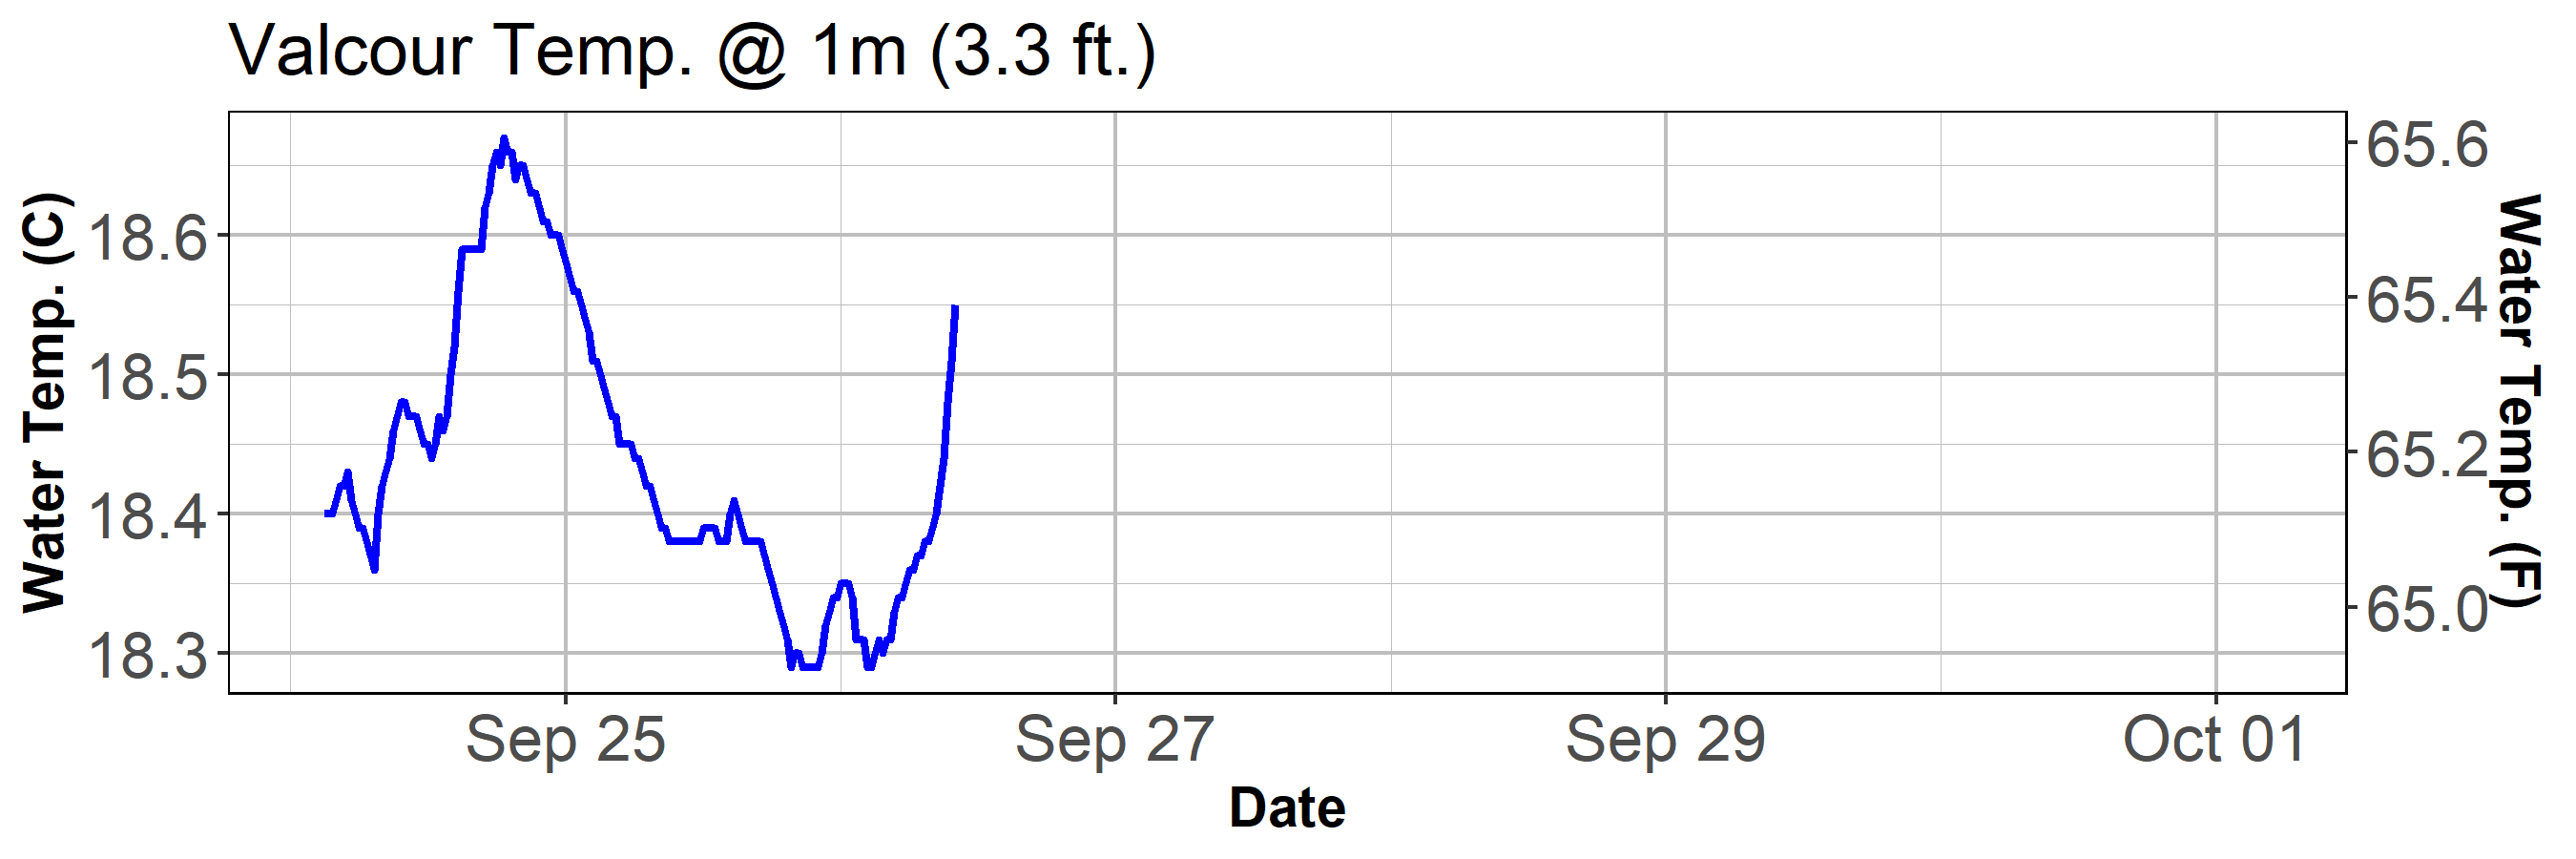 Valcour Temp. @ 1m (3.3 ft.)
Water Temp. (C)
18.6
18.5
18.4
18.3
65.6
65.4
65.2
65.0
Water Temp. (F)
Sep 25
Sep 27
Sep 29
Oct 01
Date